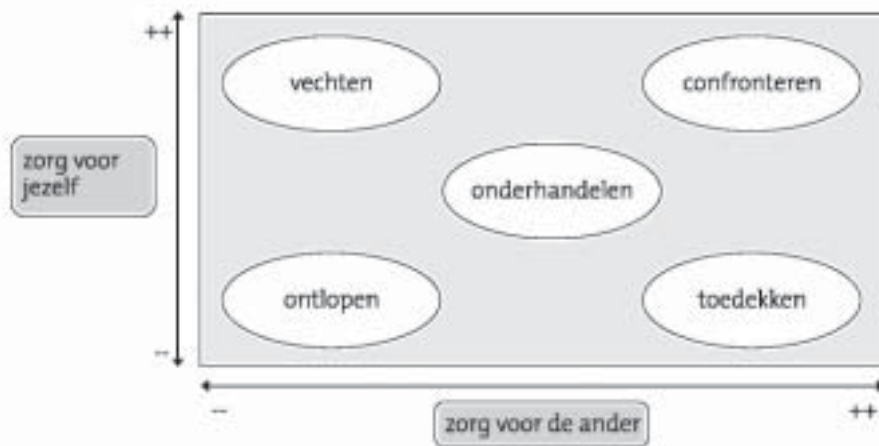 ++
vechten
confronteren
zorg voor
jezelf
onderhandelen
ontlopen
toedekken
--
--
++
zorg voor de ander